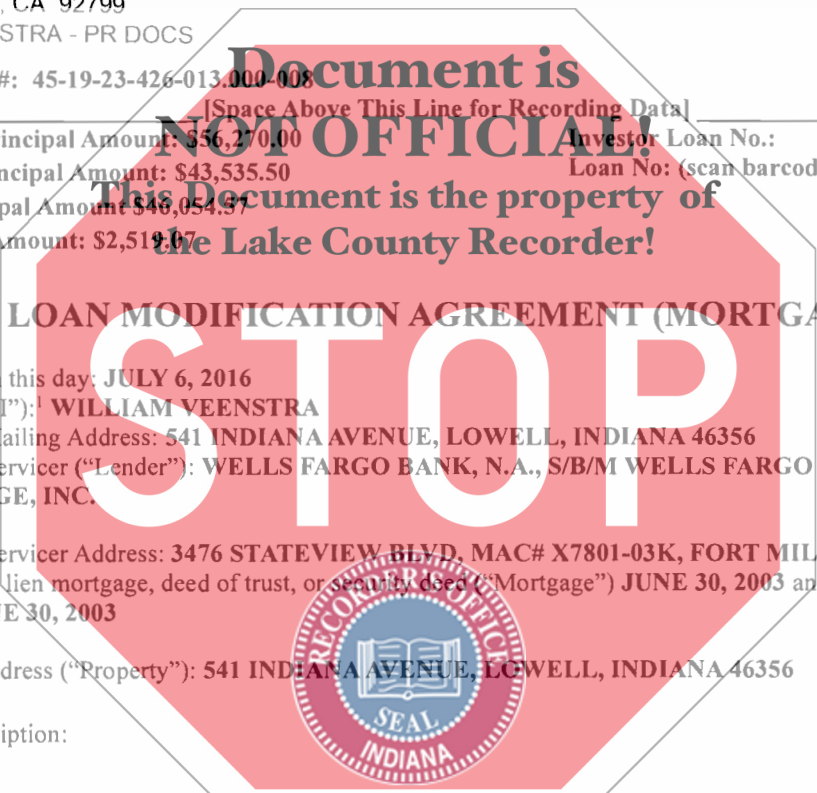 , CA 92799
STRA - PR DOCS
#: 45-19-23-426-013.000-008
Document is
[Space Above This Line for Recording Data]
NOT OFFICIAL!
incipal Amount: $56,270.00 Investor Loan No.:
ncipal Amount: $43,535.50 Loan No: (scan barcod
This Document is the property of
pal Amount $46,054.57
the Lake County Recorder!
Amount: $2,519.07
LOAN MODIFICATION AGREEMENT (MORTGA
STOP
this day: JULY 6, 2016
I”):¹ WILLIAM VEENSTRA
ailing Address: 541 INDIANA AVENUE, LOWELL, INDIANA 46356
ervicer (“Lender”): WELLS FARGO BANK, N.A., S/B/M WELLS FARGO
GE, INC.
ervicer Address: 3476 STATEVIEW BLVD, MAC# X7801-03K, FORT MIL
lien mortgage, deed of trust, or security deed (“Mortgage”) JUNE 30, 2003 an
E 30, 2003
RECORDER'S OFFICE
dress (“Property”): 541 INDIANA AVENUE, LOWELL, INDIANA 46356
SEAL
iption:
INDIANA